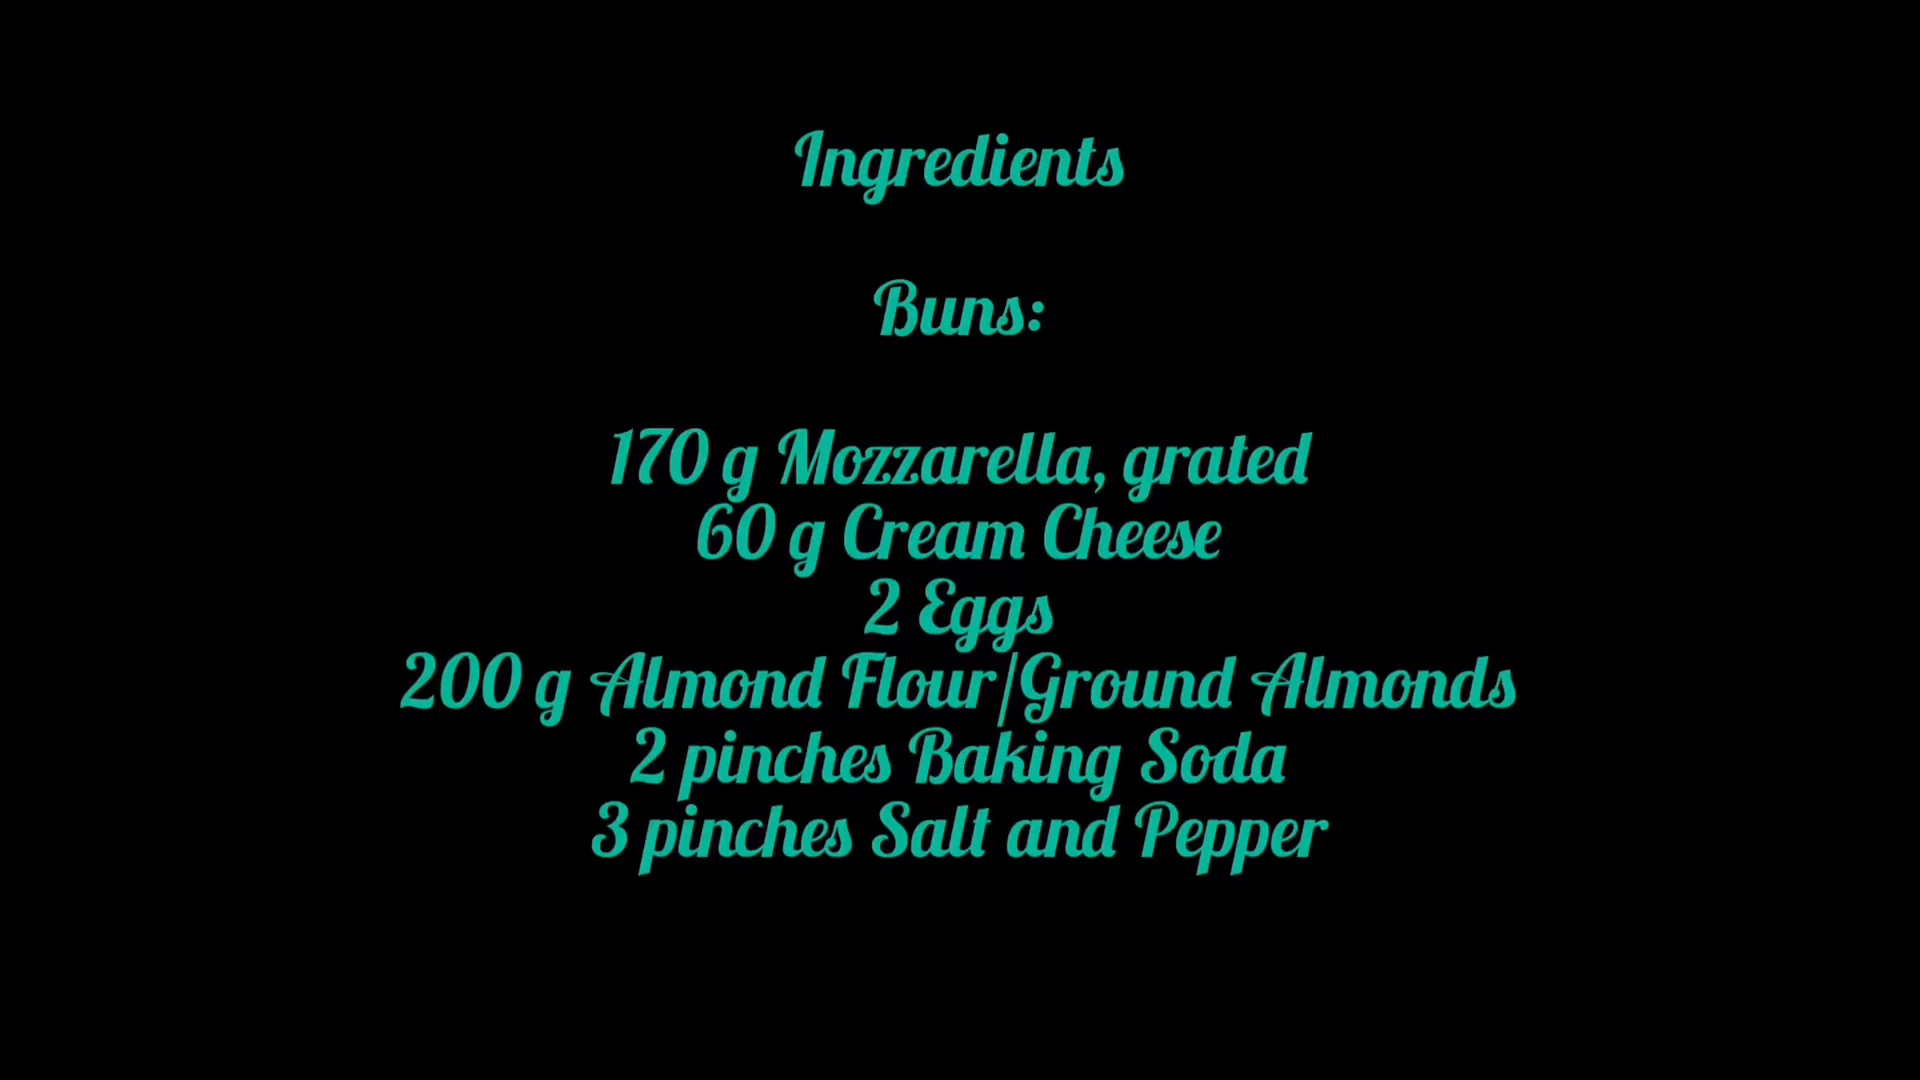 Ingredients
Buns:
170 g Mozzarella, grated
60 g Cream Cheese
2 Eggs
200 g Almond Flour/Ground Almonds
2 pinches Baking Soda
3 pinches Salt and Pepper